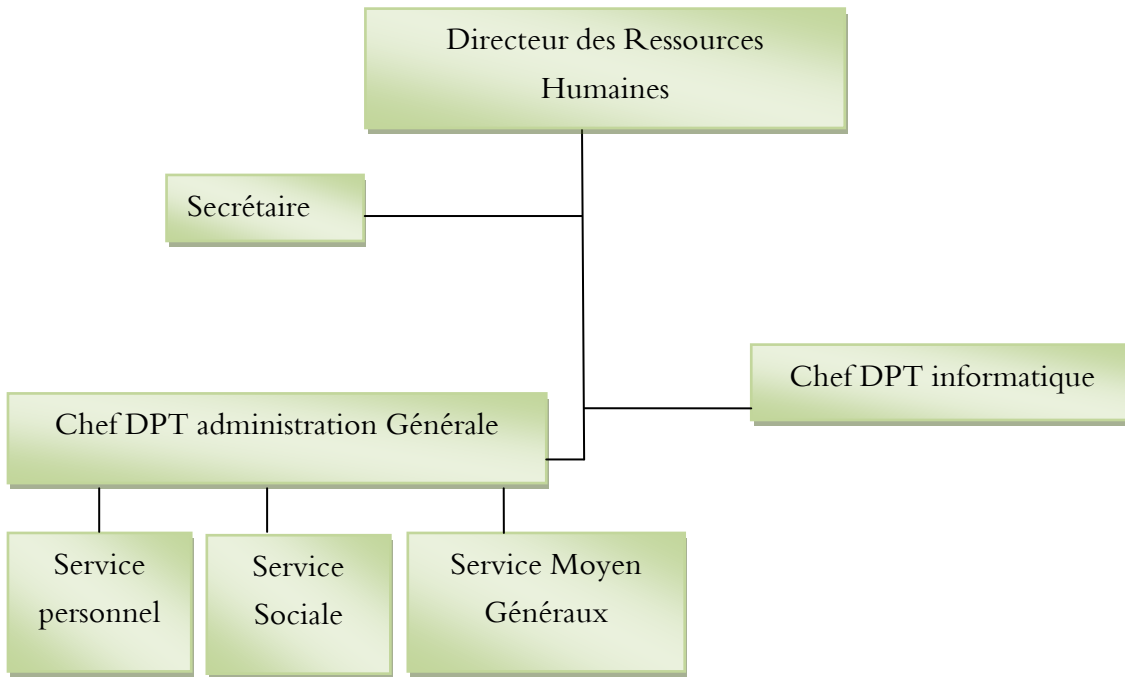 Directeur des Ressources
Humaines
Secrétaire
Chef DPT informatique
Chef DPT administration Générale
Service
personnel
Service
Sociale
Service Moyen
Généraux